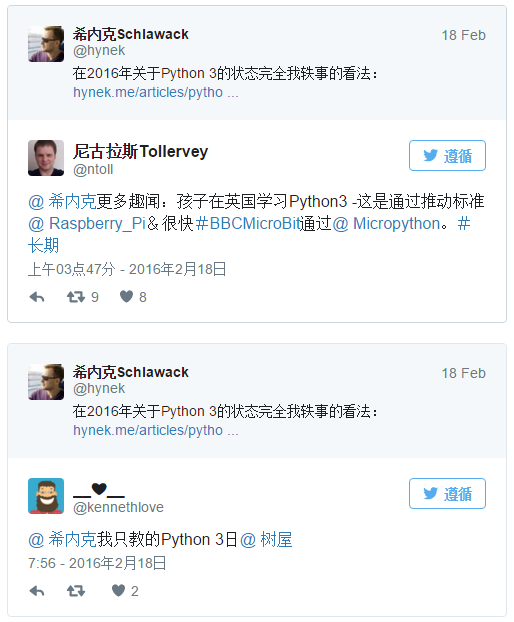 希内克Schlawack
18 Feb
@hynek
在2016年关于Python 3的状态完全我轶事的看法：
hynek.me/articles/pytho ...
尼古拉斯Tollervey
遵循
@ntoll
@ 希内克更多趣闻：孩子在英国学习Python3 -这是通过推动标准
@ Raspberry_Pi＆很快＃BBCMicroBit通过@ Micropython。＃
长期
上午03点47分 - 2016年2月18日
9 8
希内克Schlawack
18 Feb
@hynek
在2016年关于Python 3的状态完全我轶事的看法：
hynek.me/articles/pytho ...
__♥__
遵循
@kennethlove
@ 希内克我只教的Python 3日@ 树屋
7:56 - 2016年2月18日
2